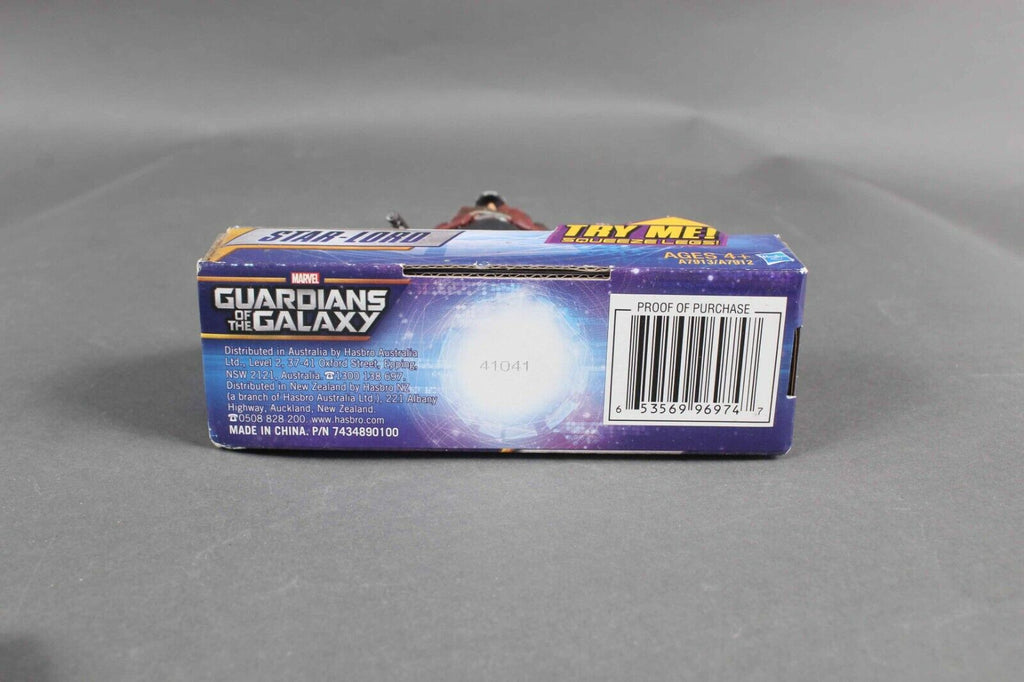 STAR-LORD
TRY ME!
SQUEEZE LEGS!
AGES 4+
A7913/A7912
Hasbro
MARVEL
GUARDIANS
OF THE GALAXY
Distributed in Australia by Hasbro Australia
Ltd., Level 2, 37-41 Oxford Street, Epping,
NSW 2121, Australia. ☎1300 138 697.
Distributed in New Zealand by Hasbro NZ
(a branch of Hasbro Australia Ltd.), 221 Albany
Highway, Auckland, New Zealand.
☎0508 828 200. www.hasbro.com
MADE IN CHINA. P/N 7434890100
41041
PROOF OF PURCHASE
6 53569 96974 7